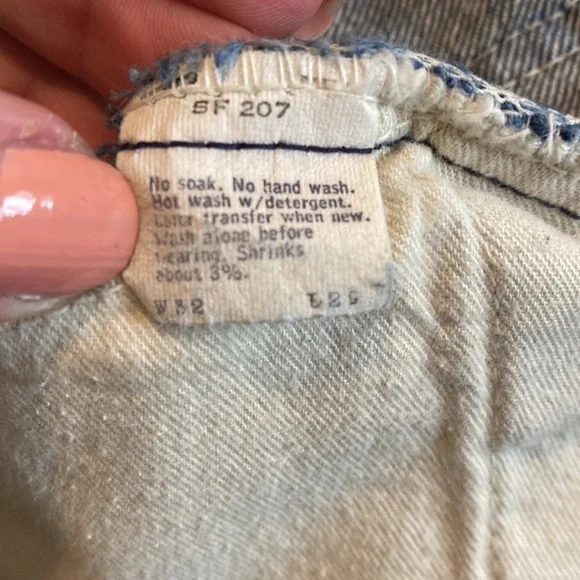 SF 207
No soak. No hand wash.
Hot wash w/detergent.
Color transfer when new.
Wash alone before
wearing. Shrinks
about 3%.
W32 L29